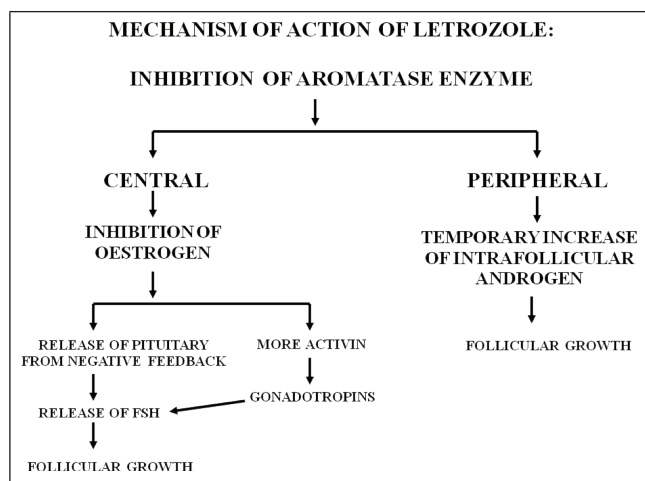 MECHANISM OF ACTION OF LETROZOLE:
INHIBITION OF AROMATASE ENZYME
CENTRAL
INHIBITION OF
OESTROGEN
RELEASE OF PITUITARY
FROM NEGATIVE FEEDBACK
MORE ACTIVIN
GONADOTROPINS
RELEASE OF FSH
FOLLICULAR GROWTH
PERIPHERAL
TEMPORARY INCREASE
OF INTRAFOLLICULAR
ANDROGEN
FOLLICULAR GROWTH